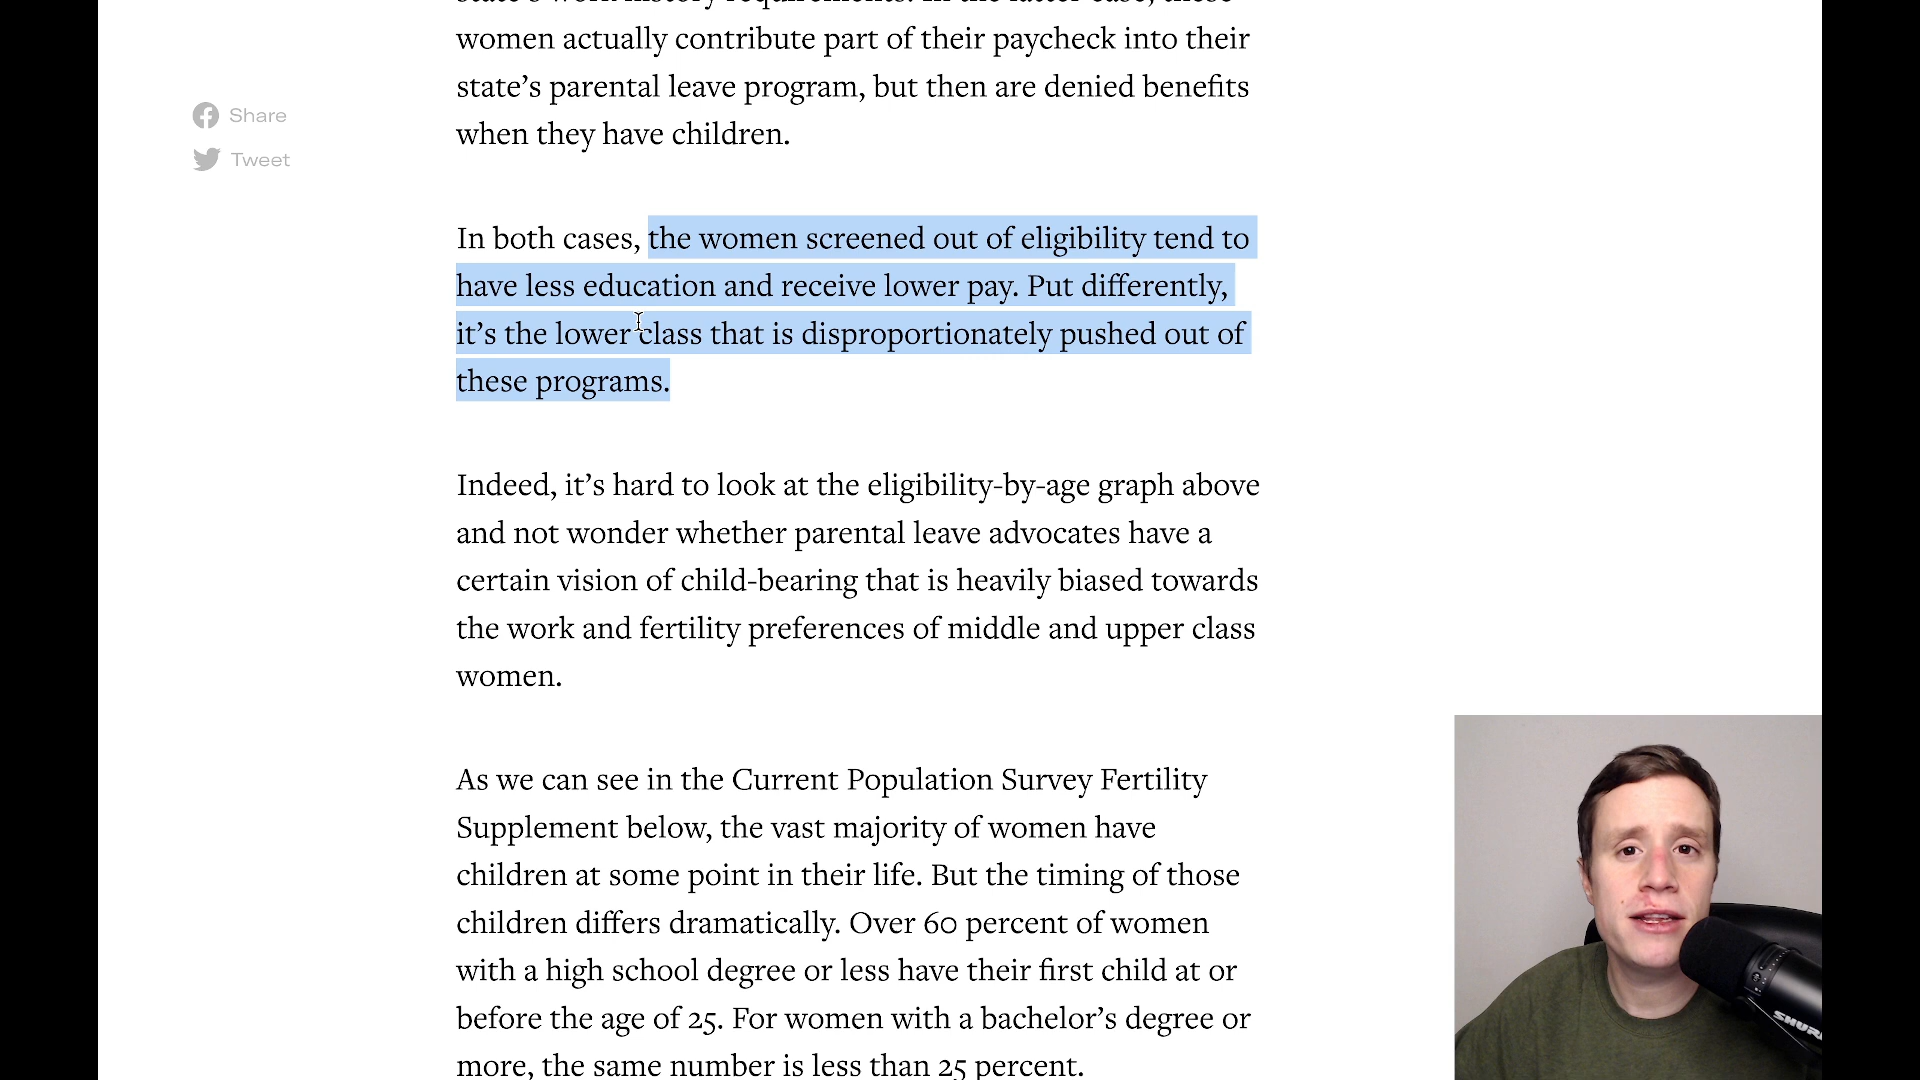 women actually contribute part of their paycheck into their
state’s parental leave program, but then are denied benefits
when they have children.
Share
Tweet
In both cases, the women screened out of eligibility tend to
have less education and receive lower pay. Put differently,
it’s the lower class that is disproportionately pushed out of
these programs.
Indeed, it’s hard to look at the eligibility-by-age graph above
and not wonder whether parental leave advocates have a
certain vision of child-bearing that is heavily biased towards
the work and fertility preferences of middle and upper class
women.
As we can see in the Current Population Survey Fertility
Supplement below, the vast majority of women have
children at some point in their life. But the timing of those
children differs dramatically. Over 60 percent of women
with a high school degree or less have their first child at or
before the age of 25. For women with a bachelor’s degree or
more, the same number is less than 25 percent.